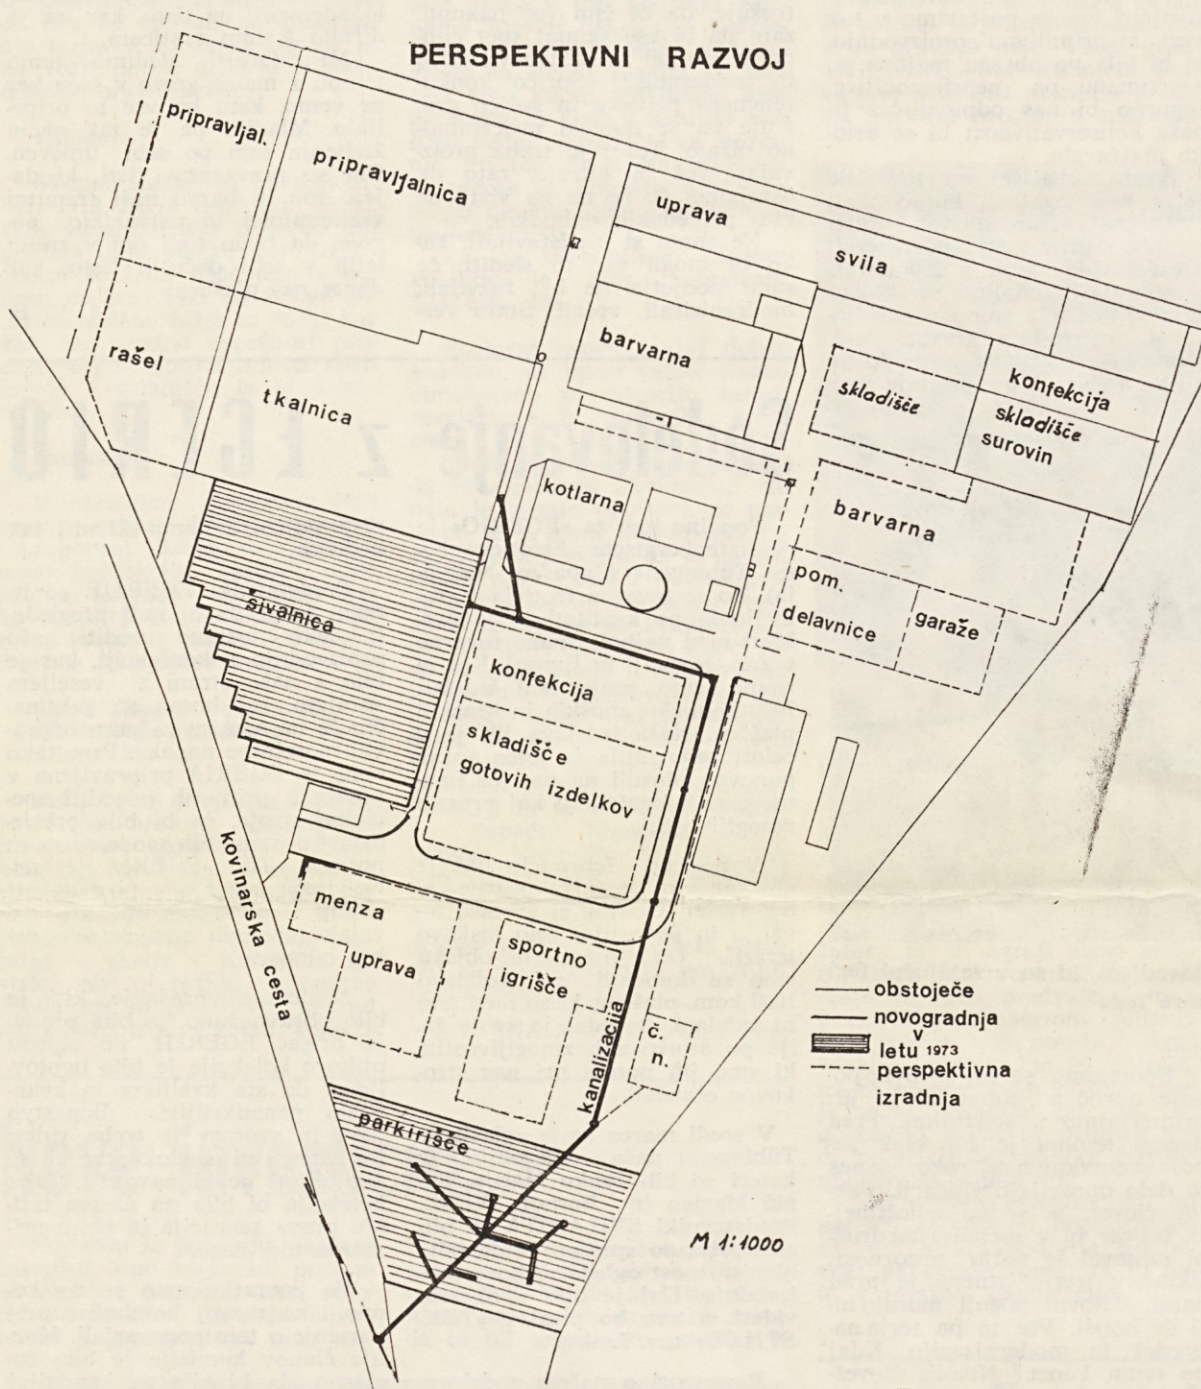 PERSPEKTIVNI RAZVOJ
pripravljal.
pripravljalnica
uprava
svila
rašel
tkalnica
barvarna
skladišče
konfekcija
skladišče
surovin
kotlarna
barvarna
pom.
delavnice
garaže
šivalnica
konfekcija
skladišče
gotovih izdelkov
kovinarska cesta
menza
uprava
sportno
igrišče
kanalizacija
č.
n.
parkirišče
obstoječe
novogradnja
v
letu 1973
perspektivna
izradnja
M 1:1000